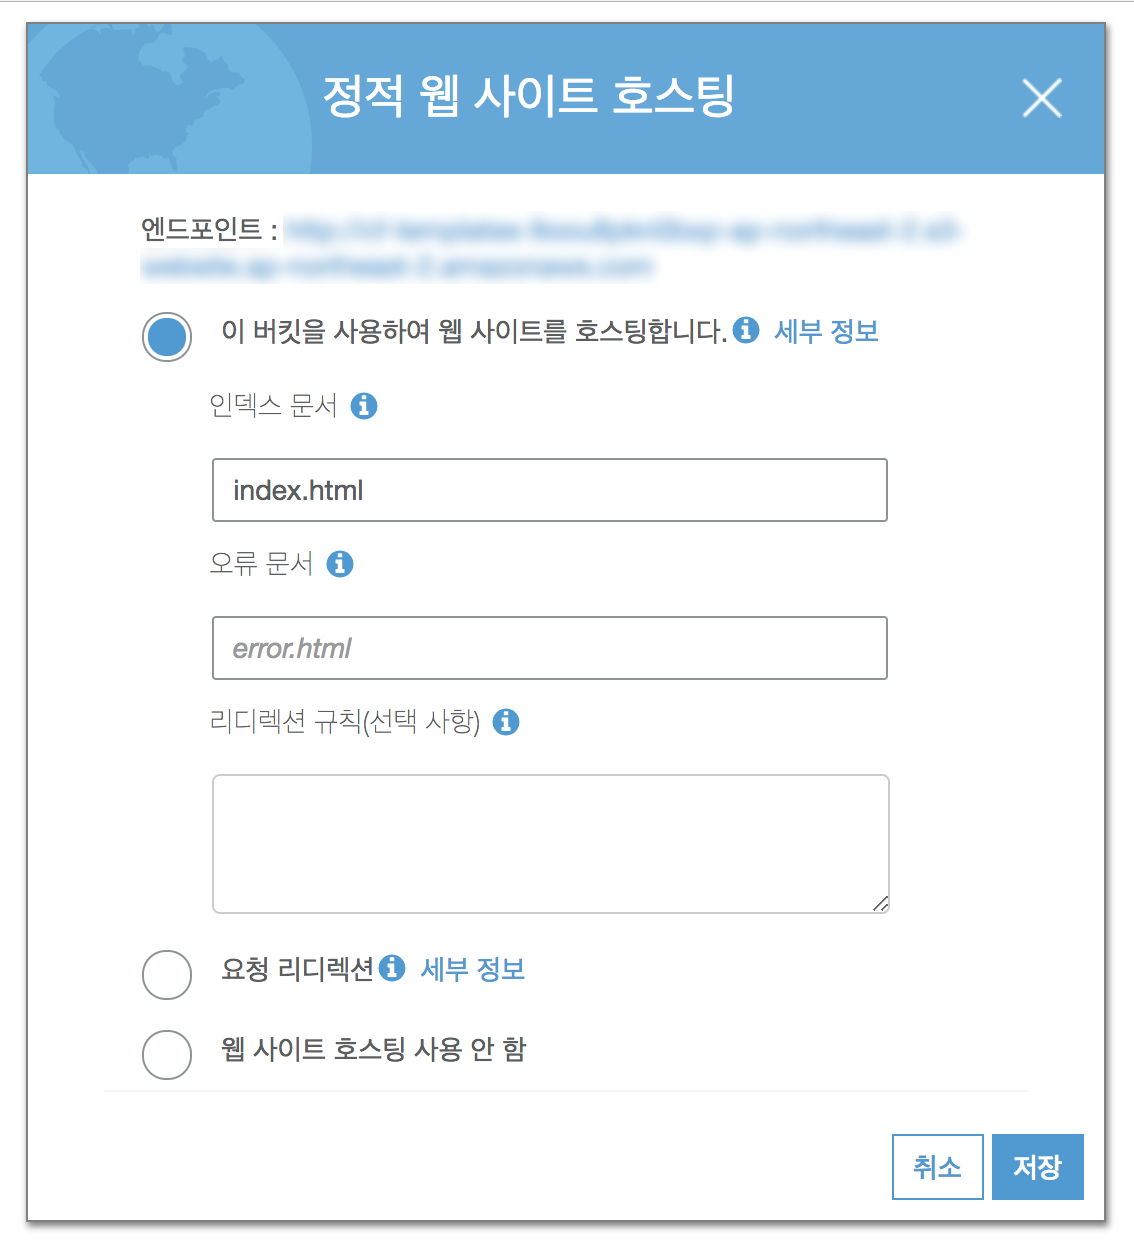 정적 웹 사이트 호스팅
엔드포인트 :
이 버킷을 사용하여 웹 사이트를 호스팅합니다. 세부 정보
인덱스 문서
index.html
오류 문서
error.html
리디렉션 규칙(선택 사항)
요청 리디렉션 세부 정보
웹 사이트 호스팅 사용 안 함
취소 저장